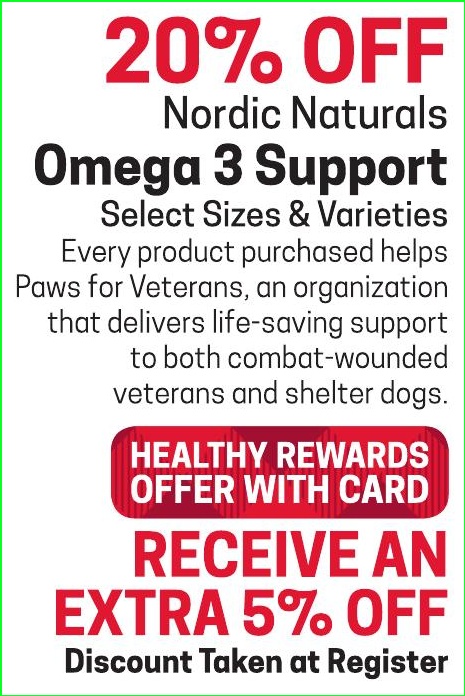 20% OFF
Nordic Naturals
Omega 3 Support
Select Sizes & Varieties
Every product purchased helps
Paws for Veterans, an organization
that delivers life-saving support
to both combat-wounded
veterans and shelter dogs.
HEALTHY REWARDS
OFFER WITH CARD
RECEIVE AN
EXTRA 5% OFF
Discount Taken at Register